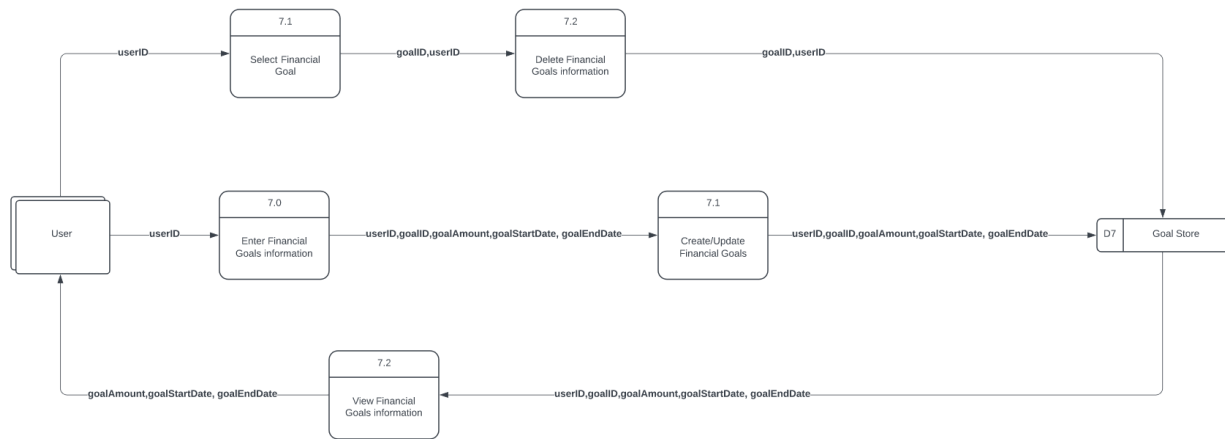 7.1
7.2
userID
Select Financial
Goal
goalID,userID
Delete Financial
Goals information
goalID,userID
7.0
7.1
User
userID
Enter Financial
Goals information
userID,goalID,goalAmount,goalStartDate, goalEndDate
Create/Update
Financial Goals
userID,goalID,goalAmount,goalStartDate, goalEndDate
D7
Goal Store
7.2
goalAmount,goalStartDate, goalEndDate
View Financial
Goals information
userID,goalID,goalAmount,goalStartDate, goalEndDate